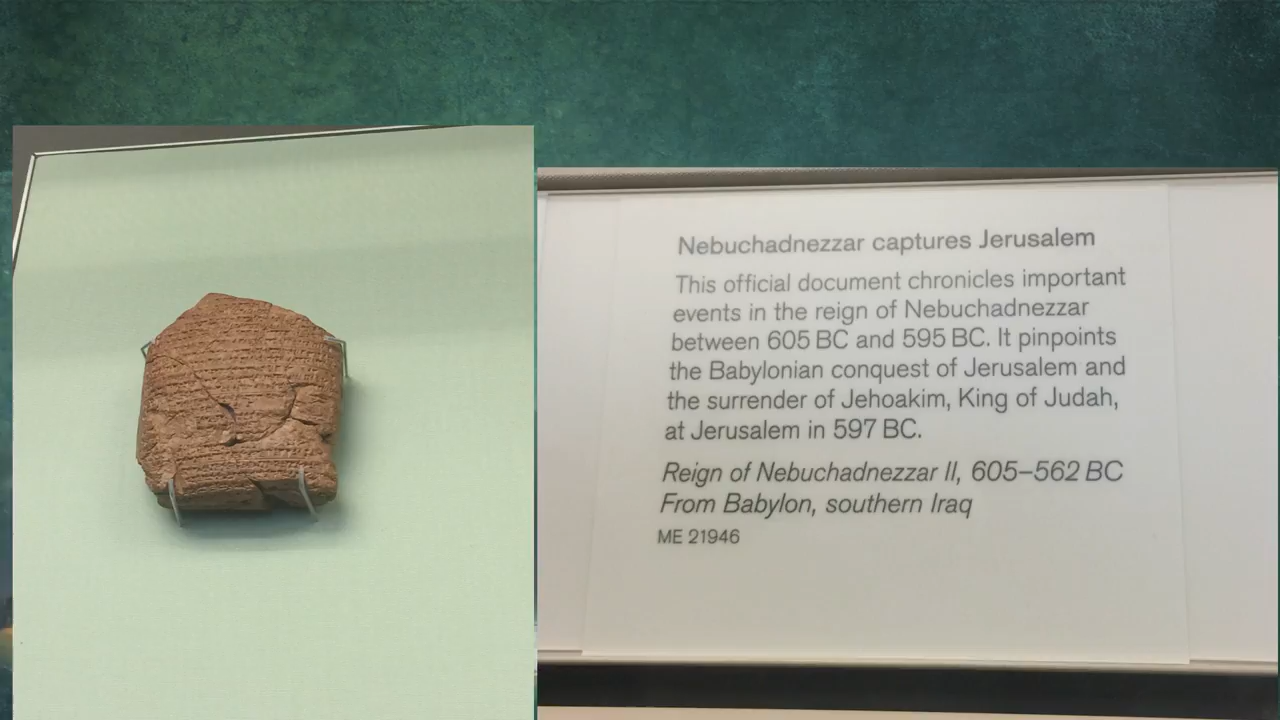 Nebuchadnezzar captures Jerusalem
This official document chronicles important
events in the reign of Nebuchadnezzar
between 605 BC and 595 BC. It pinpoints
the Babylonian conquest of Jerusalem and
the surrender of Jehoakim, King of Judah,
at Jerusalem in 597 BC.
Reign of Nebuchadnezzar II, 605–562 BC
From Babylon, southern Iraq
ME 21946